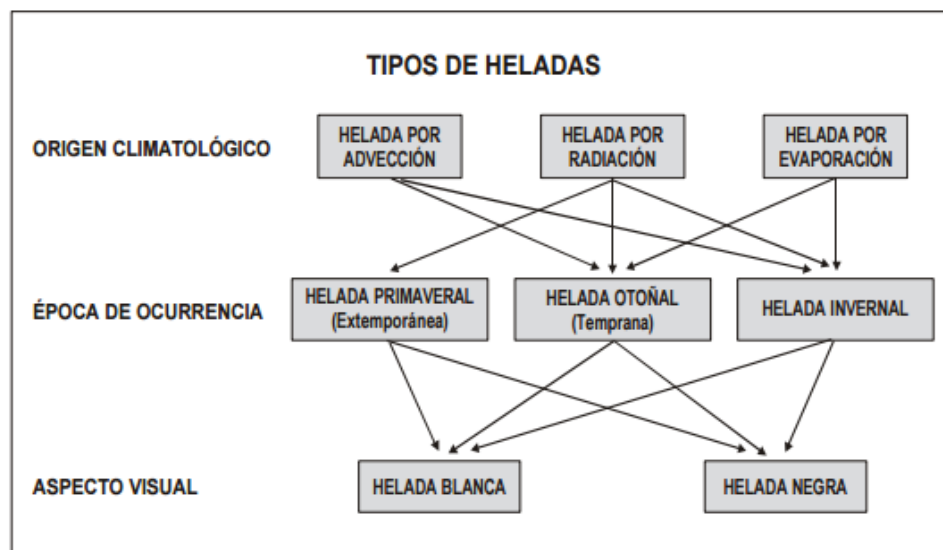 TIPOS DE HELADAS
ORIGEN CLIMATOLÓGICO
HELADA POR
ADVECCIÓN
HELADA POR
RADIACIÓN
HELADA POR
EVAPORACIÓN
ÉPOCA DE OCURRENCIA
HELADA PRIMAVERAL
(Extemporánea)
HELADA OTOÑAL
(Temprana)
HELADA INVERNAL
ASPECTO VISUAL
HELADA BLANCA
HELADA NEGRA